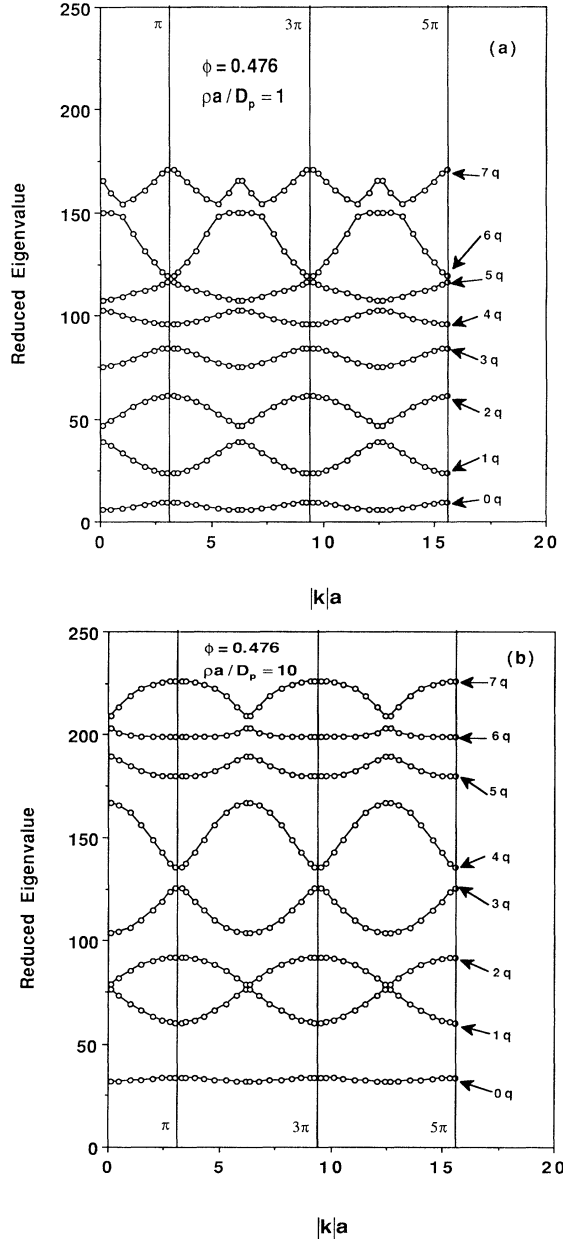 250
200
150
100
50
0
Reduced Eigenvalue
π
3π
5π
(a)
ϕ = 0.476
ρa / Dₚ = 1
7 q
6 q
5 q
4 q
3 q
2 q
1 q
0 q
0
5
10
15
20
|k|a
250
200
150
100
50
0
Reduced Eigenvalue
ϕ = 0.476
ρa / Dₚ = 10
(b)
7 q
6 q
5 q
4 q
3 q
2 q
1 q
0 q
π
3π
5π
0
5
10
15
20
|k|a